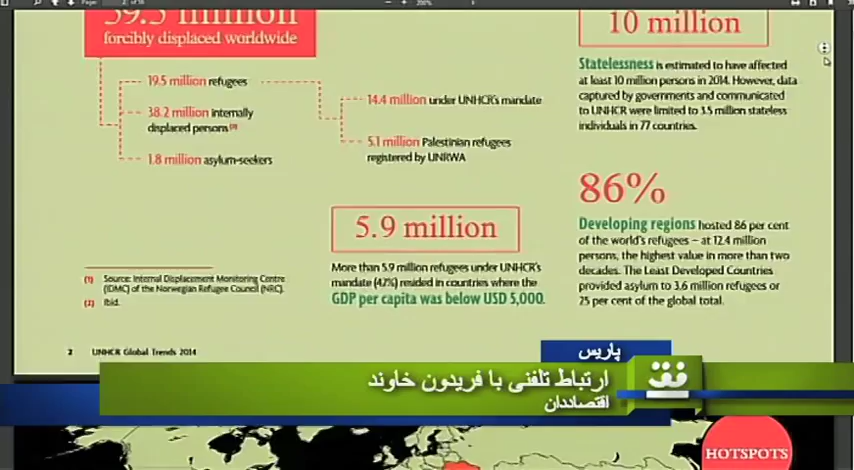 2 of 56
200%
59.5 million
forcibly displaced worldwide
19.5 million refugees
38.2 million internally
displaced persons (2)
1.8 million asylum-seekers
14.4 million under UNHCR's mandate
5.1 million Palestinian refugees
registered by UNRWA
10 million
Statelessness is estimated to have affected
at least 10 million persons in 2014. However, data
captured by governments and communicated
to UNHCR were limited to 3.5 million stateless
individuals in 77 countries.
5.9 million
More than 5.9 million refugees under UNHCR's
mandate (42%) resided in countries where the
GDP per capita was below USD 5,000.
86%
Developing regions hosted 86 per cent
of the world's refugees – at 12.4 million
persons, the highest value in more than two
decades. The Least Developed Countries
provided asylum to 3.6 million refugees or
25 per cent of the global total.
(1) Source: Internal Displacement Monitoring Centre
(IDMC) of the Norwegian Refugee Council (NRC).
(2) Ibid.
2 UNHCR Global Trends 2014
پاریس
ارتباط تلفنی با فریدون خاوند
اقتصاددان
HOTSPOTS